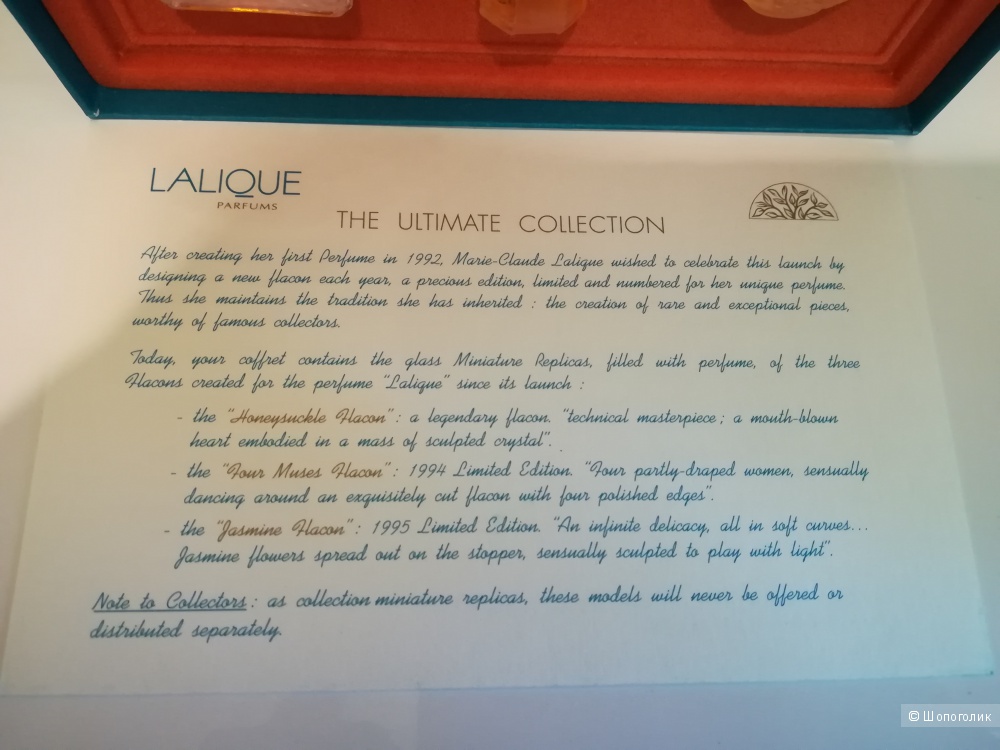 LALIQUE
PARFUMS
THE ULTIMATE COLLECTION
After creating her first Perfume in 1992, Marie-Claude Lalique wished to celebrate this launch by
designing a new flacon each year, a precious edition, limited and numbered for her unique perfume.
Thus she maintains the tradition she has inherited : the creation of rare and exceptional pieces,
worthy of famous collectors.
Today, your coffret contains the glass Miniature Replicas, filled with perfume, of the three
Flacons created for the perfume "Lalique" since its launch :
- the "Honeysuckle Flacon" : a legendary flacon. "technical masterpiece ; a mouth-blown
heart embodied in a mass of sculpted crystal".
- the "Four Muses Flacon" : 1994 Limited Edition. "Four partly-draped women, sensually
dancing around an exquisitely cut flacon with four polished edges".
- the "Jasmine Flacon" : 1995 Limited Edition. "An infinite delicacy, all in soft curves...
Jasmine flowers spread out on the stopper, sensually sculpted to play with light".
Note to Collectors : as collection miniature replicas, these models will never be offered or
distributed separately.
© Шопоголик